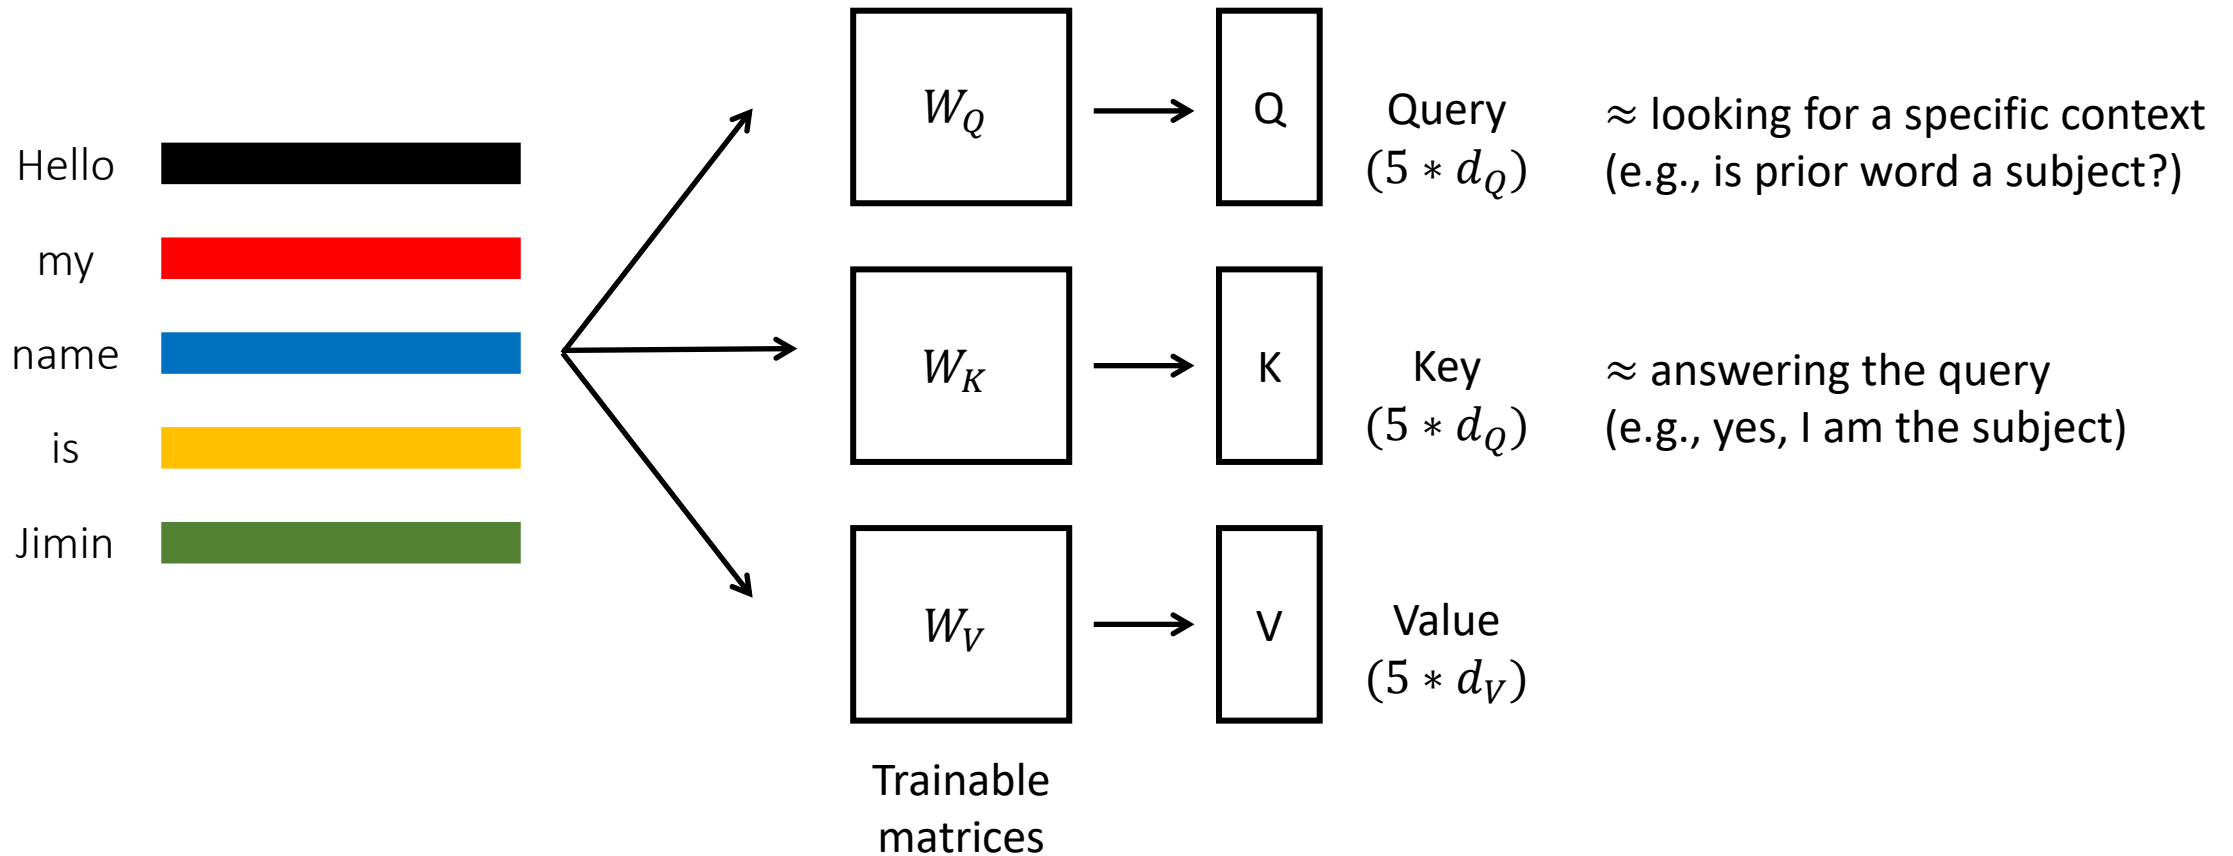 Hello
my
name
is
Jimin
W_Q
Q
Query
(5 ∗ d_Q)
≈ looking for a specific context
(e.g., is prior word a subject?)
W_K
K
Key
(5 ∗ d_Q)
≈ answering the query
(e.g., yes, I am the subject)
W_V
V
Value
(5 ∗ d_V)
Trainable
matrices